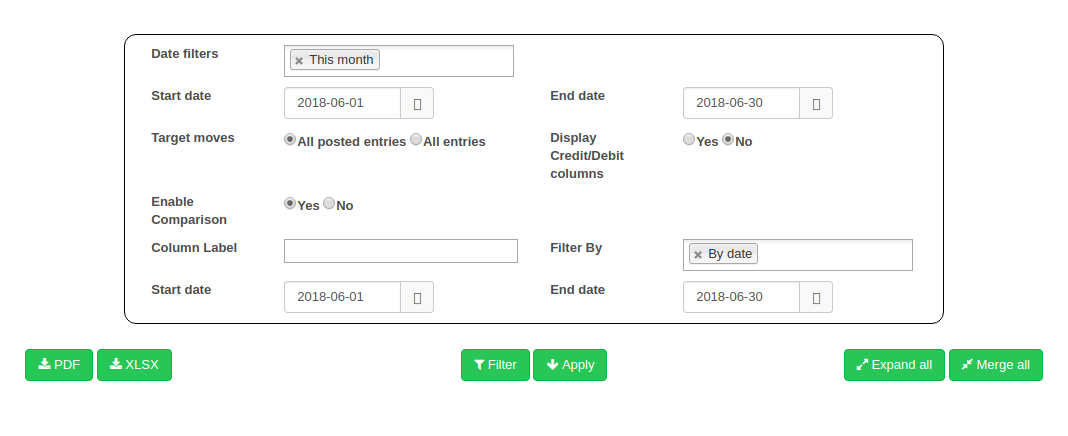 Date filters
× This month
Start date 2018-06-01 End date 2018-06-30
Target moves All posted entries All entries Display Credit/Debit columns Yes No
Enable Comparison Yes No
Column Label Filter By × By date
Start date 2018-06-01 End date 2018-06-30
PDF XLSX Filter Apply Expand all Merge all